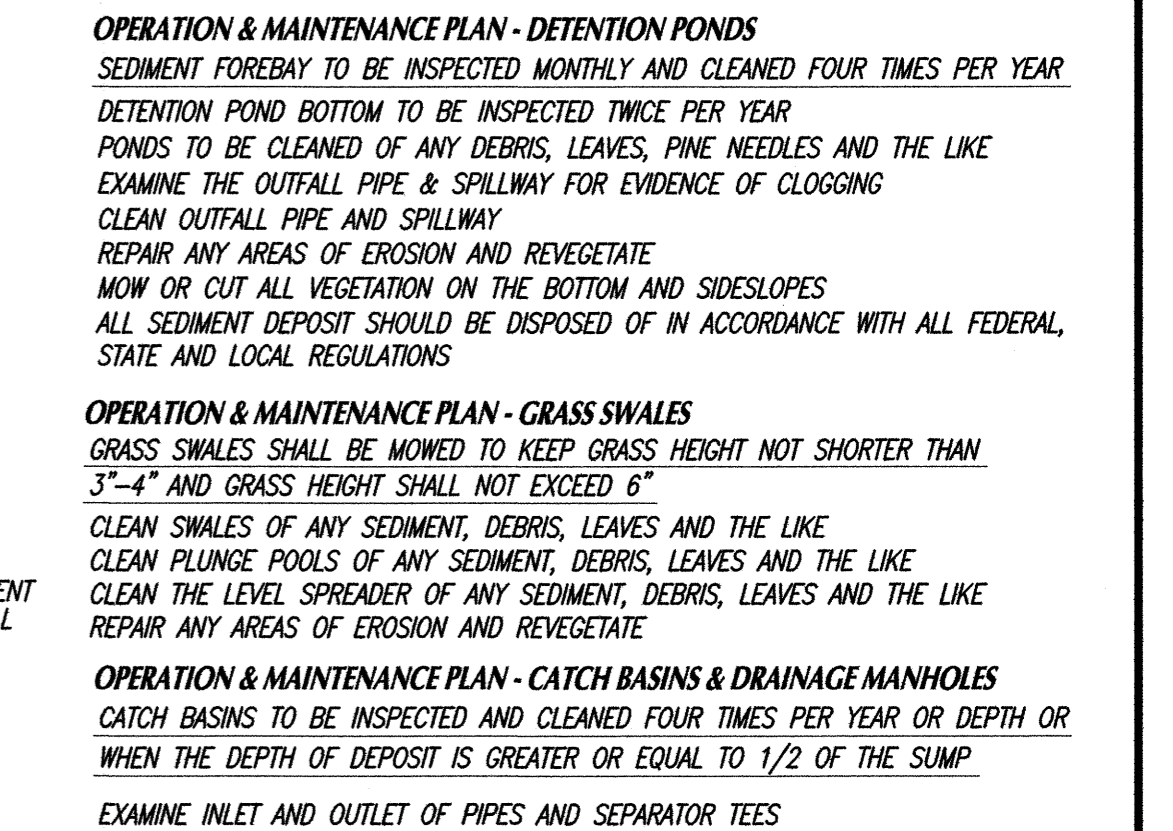 OPERATION & MAINTENANCE PLAN - DETENTION PONDS
SEDIMENT FOREBAY TO BE INSPECTED MONTHLY AND CLEANED FOUR TIMES PER YEAR
DETENTION POND BOTTOM TO BE INSPECTED TWICE PER YEAR
PONDS TO BE CLEANED OF ANY DEBRIS, LEAVES, PINE NEEDLES AND THE LIKE
EXAMINE THE OUTFALL PIPE & SPILLWAY FOR EVIDENCE OF CLOGGING
CLEAN OUTFALL PIPE AND SPILLWAY
REPAIR ANY AREAS OF EROSION AND REVEGETATE
MOW OR CUT ALL VEGETATION ON THE BOTTOM AND SIDESLOPES
ALL SEDIMENT DEPOSIT SHOULD BE DISPOSED OF IN ACCORDANCE WITH ALL FEDERAL,
STATE AND LOCAL REGULATIONS
OPERATION & MAINTENANCE PLAN - GRASS SWALES
GRASS SWALES SHALL BE MOWED TO KEEP GRASS HEIGHT NOT SHORTER THAN
3"-4" AND GRASS HEIGHT SHALL NOT EXCEED 6"
CLEAN SWALES OF ANY SEDIMENT, DEBRIS, LEAVES AND THE LIKE
CLEAN PLUNGE POOLS OF ANY SEDIMENT, DEBRIS, LEAVES AND THE LIKE
ENT
CLEAN THE LEVEL SPREADER OF ANY SEDIMENT, DEBRIS, LEAVES AND THE LIKE
L
REPAIR ANY AREAS OF EROSION AND REVEGETATE
OPERATION & MAINTENANCE PLAN - CATCH BASINS & DRAINAGE MANHOLES
CATCH BASINS TO BE INSPECTED AND CLEANED FOUR TIMES PER YEAR OR DEPTH OR
WHEN THE DEPTH OF DEPOSIT IS GREATER OR EQUAL TO 1/2 OF THE SUMP
EXAMINE INLET AND OUTLET OF PIPES AND SEPARATOR TEES